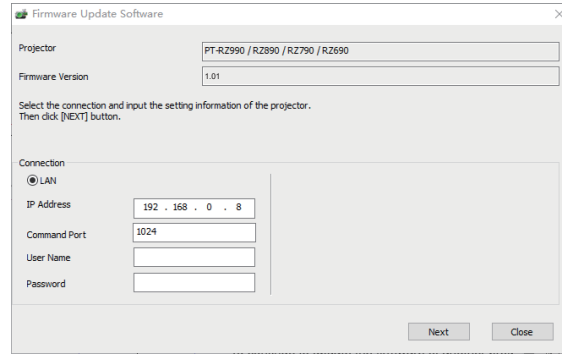 Firmware Update Software
Projector
PT-RZ990 / RZ890 / RZ790 / RZ690
Firmware Version
1.01
Select the connection and input the setting information of the projector.
Then click [NEXT] button.
Connection
LAN
IP Address
192 . 168 . 0 . 8
Command Port
1024
User Name
Password
Next
Close